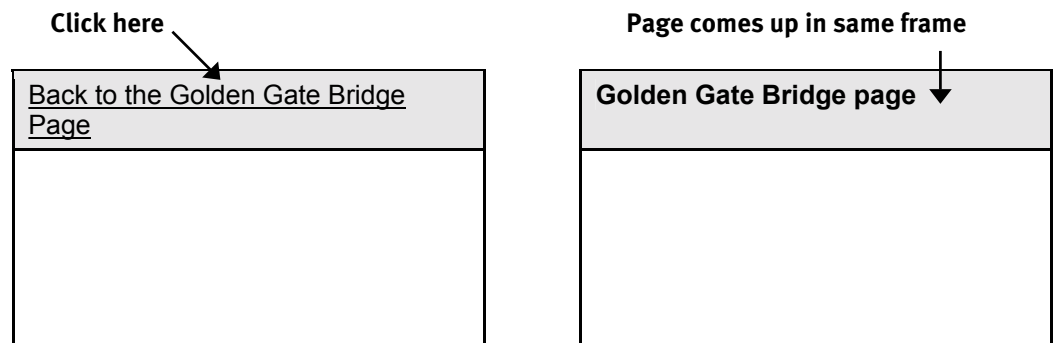 Click here
Page comes up in same frame
Back to the Golden Gate Bridge
Page
Golden Gate Bridge page